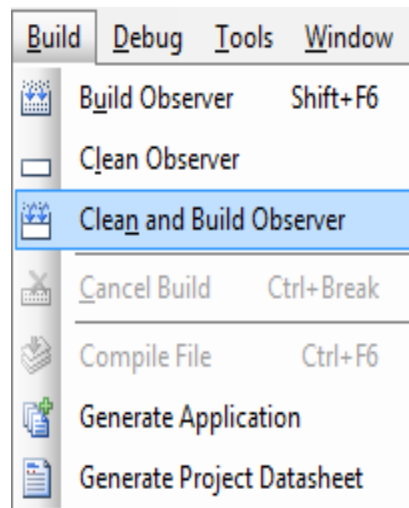 Build Debug Tools Window
Build Observer Shift+F6
Clean Observer
Clean and Build Observer
Cancel Build Ctrl+Break
Compile File Ctrl+F6
Generate Application
Generate Project Datasheet